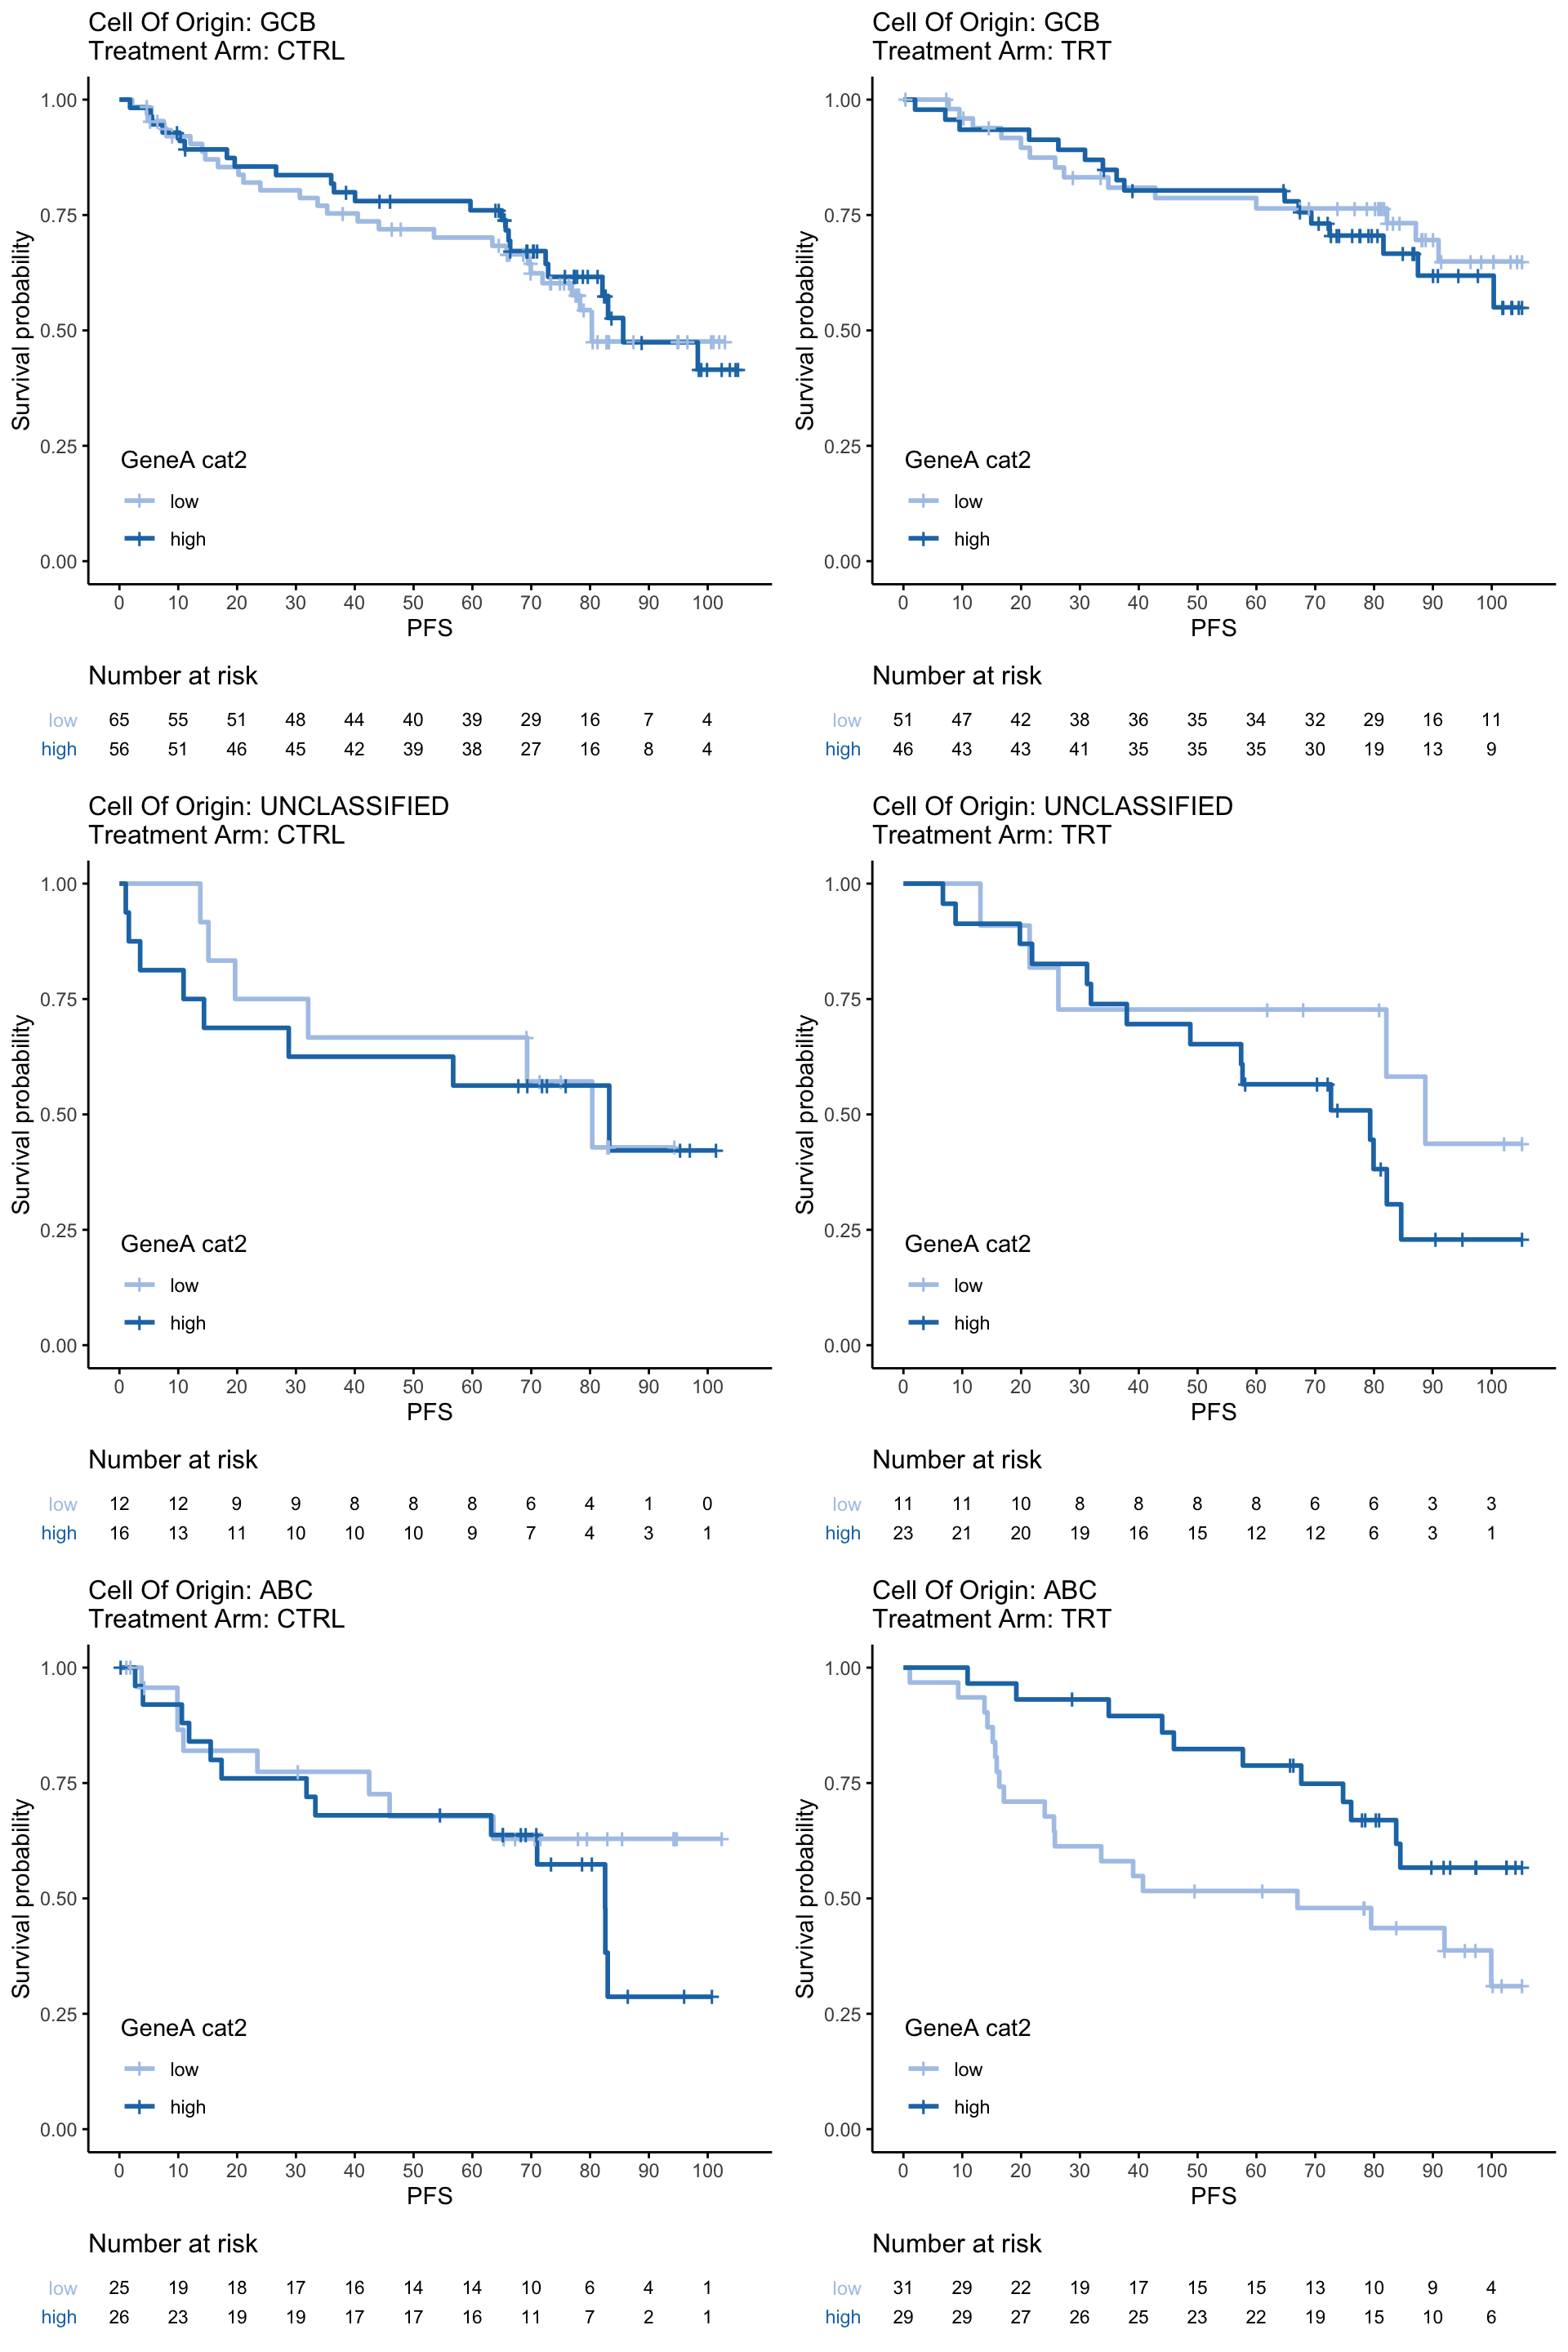 Cell Of Origin: GCB
Treatment Arm: CTRL
1.00
0.75
0.50
0.25
0.00
Survival probability
GeneA cat2
low
high
0 10 20 30 40 50 60 70 80 90 100
PFS
Number at risk
low 65 55 51 48 44 40 39 29 16 7 4
high 56 51 46 45 42 39 38 27 16 8 4
Cell Of Origin: GCB
Treatment Arm: TRT
1.00
0.75
0.50
0.25
0.00
Survival probability
GeneA cat2
low
high
0 10 20 30 40 50 60 70 80 90 100
PFS
Number at risk
low 51 47 42 38 36 35 34 32 29 16 11
high 46 43 43 41 35 35 35 30 19 13 9
Cell Of Origin: UNCLASSIFIED
Treatment Arm: CTRL
1.00
0.75
0.50
0.25
0.00
Survival probability
GeneA cat2
low
high
0 10 20 30 40 50 60 70 80 90 100
PFS
Number at risk
low 12 12 9 9 8 8 8 6 4 1 0
high 16 13 11 10 10 10 9 7 4 3 1
Cell Of Origin: UNCLASSIFIED
Treatment Arm: TRT
1.00
0.75
0.50
0.25
0.00
Survival probability
GeneA cat2
low
high
0 10 20 30 40 50 60 70 80 90 100
PFS
Number at risk
low 11 11 10 8 8 8 8 6 6 3 3
high 23 21 20 19 16 15 12 12 6 3 1
Cell Of Origin: ABC
Treatment Arm: CTRL
1.00
0.75
0.50
0.25
0.00
Survival probability
GeneA cat2
low
high
0 10 20 30 40 50 60 70 80 90 100
PFS
Number at risk
low 25 19 18 17 16 14 14 10 6 4 1
high 26 23 19 19 17 17 16 11 7 2 1
Cell Of Origin: ABC
Treatment Arm: TRT
1.00
0.75
0.50
0.25
0.00
Survival probability
GeneA cat2
low
high
0 10 20 30 40 50 60 70 80 90 100
PFS
Number at risk
low 31 29 22 19 17 15 15 13 10 9 4
high 29 29 27 26 25 23 22 19 15 10 6